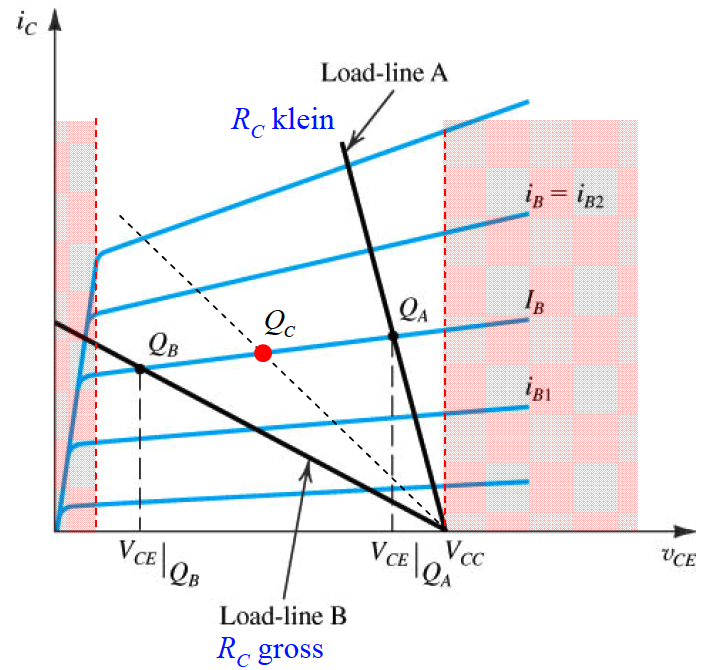 i_C
Load-line A
R_C klein
i_B = i_B2
Q_C
Q_A
I_B
Q_B
i_B1
V_CE|Q_B
V_CE|Q_A
V_CC
v_CE
Load-line B
R_C gross